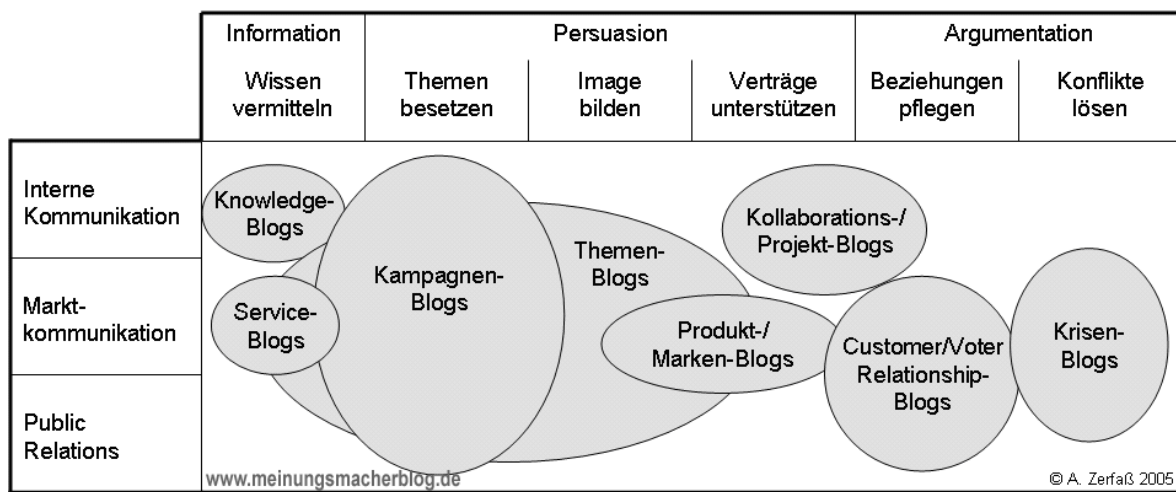 Information
Persuasion
Argumentation
Wissen
vermitteln
Themen
besetzen
Image
bilden
Verträge
unterstützen
Beziehungen
pflegen
Konflikte
lösen
Interne
Kommunikation
Markt-
kommunikation
Public
Relations
Knowledge-
Blogs
Service-
Blogs
Kampagnen-
Blogs
Themen-
Blogs
Kollaborations-/
Projekt-Blogs
Produkt-/
Marken-Blogs
Customer/Voter
Relationship-
Blogs
Krisen-
Blogs
www.meinungsmacherblog.de
© A. Zerfaß 2005